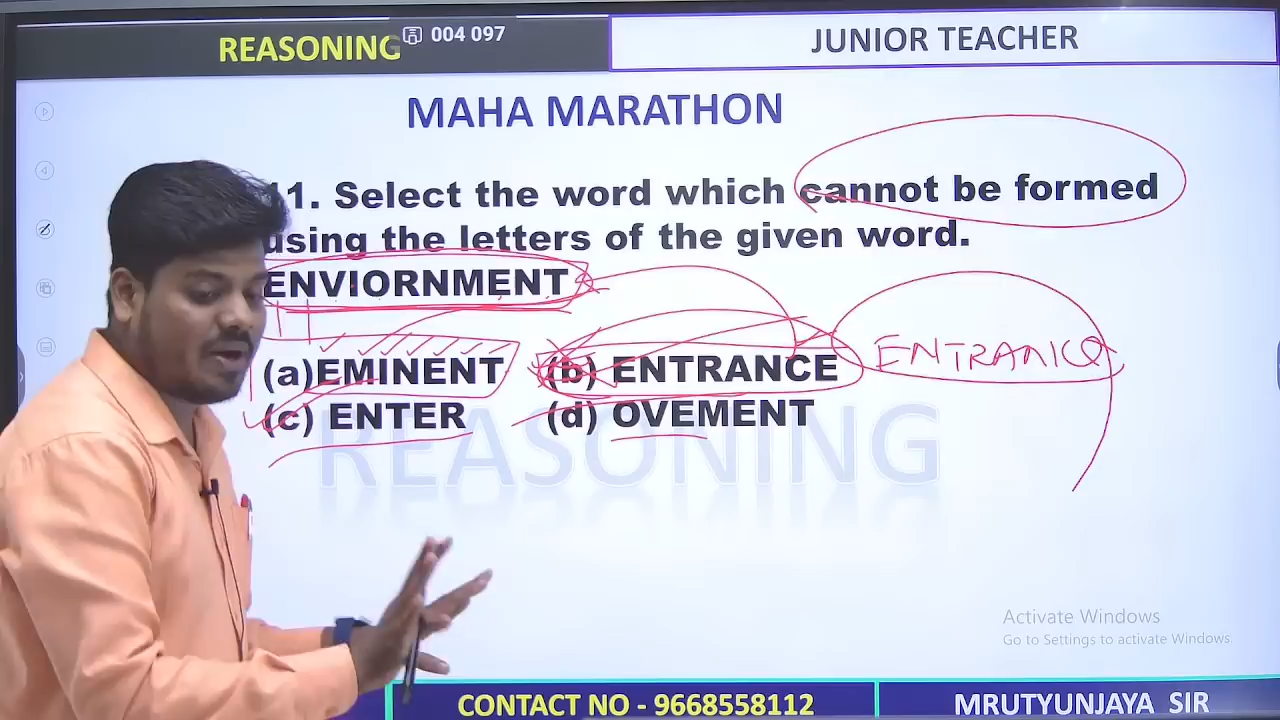 REASONING
004 097
JUNIOR TEACHER
MAHA MARATHON
11. Select the word which cannot be formed
using the letters of the given word.
ENVIORNMENT
(a)EMINENT (b) ENTRANCE
ENTRANCE
(c) ENTER (d) OVEMENT
REASONING
Activate Windows
Go to Settings to activate Windows.
CONTACT NO - 9668558112
MRUTYUNJAYA SIR